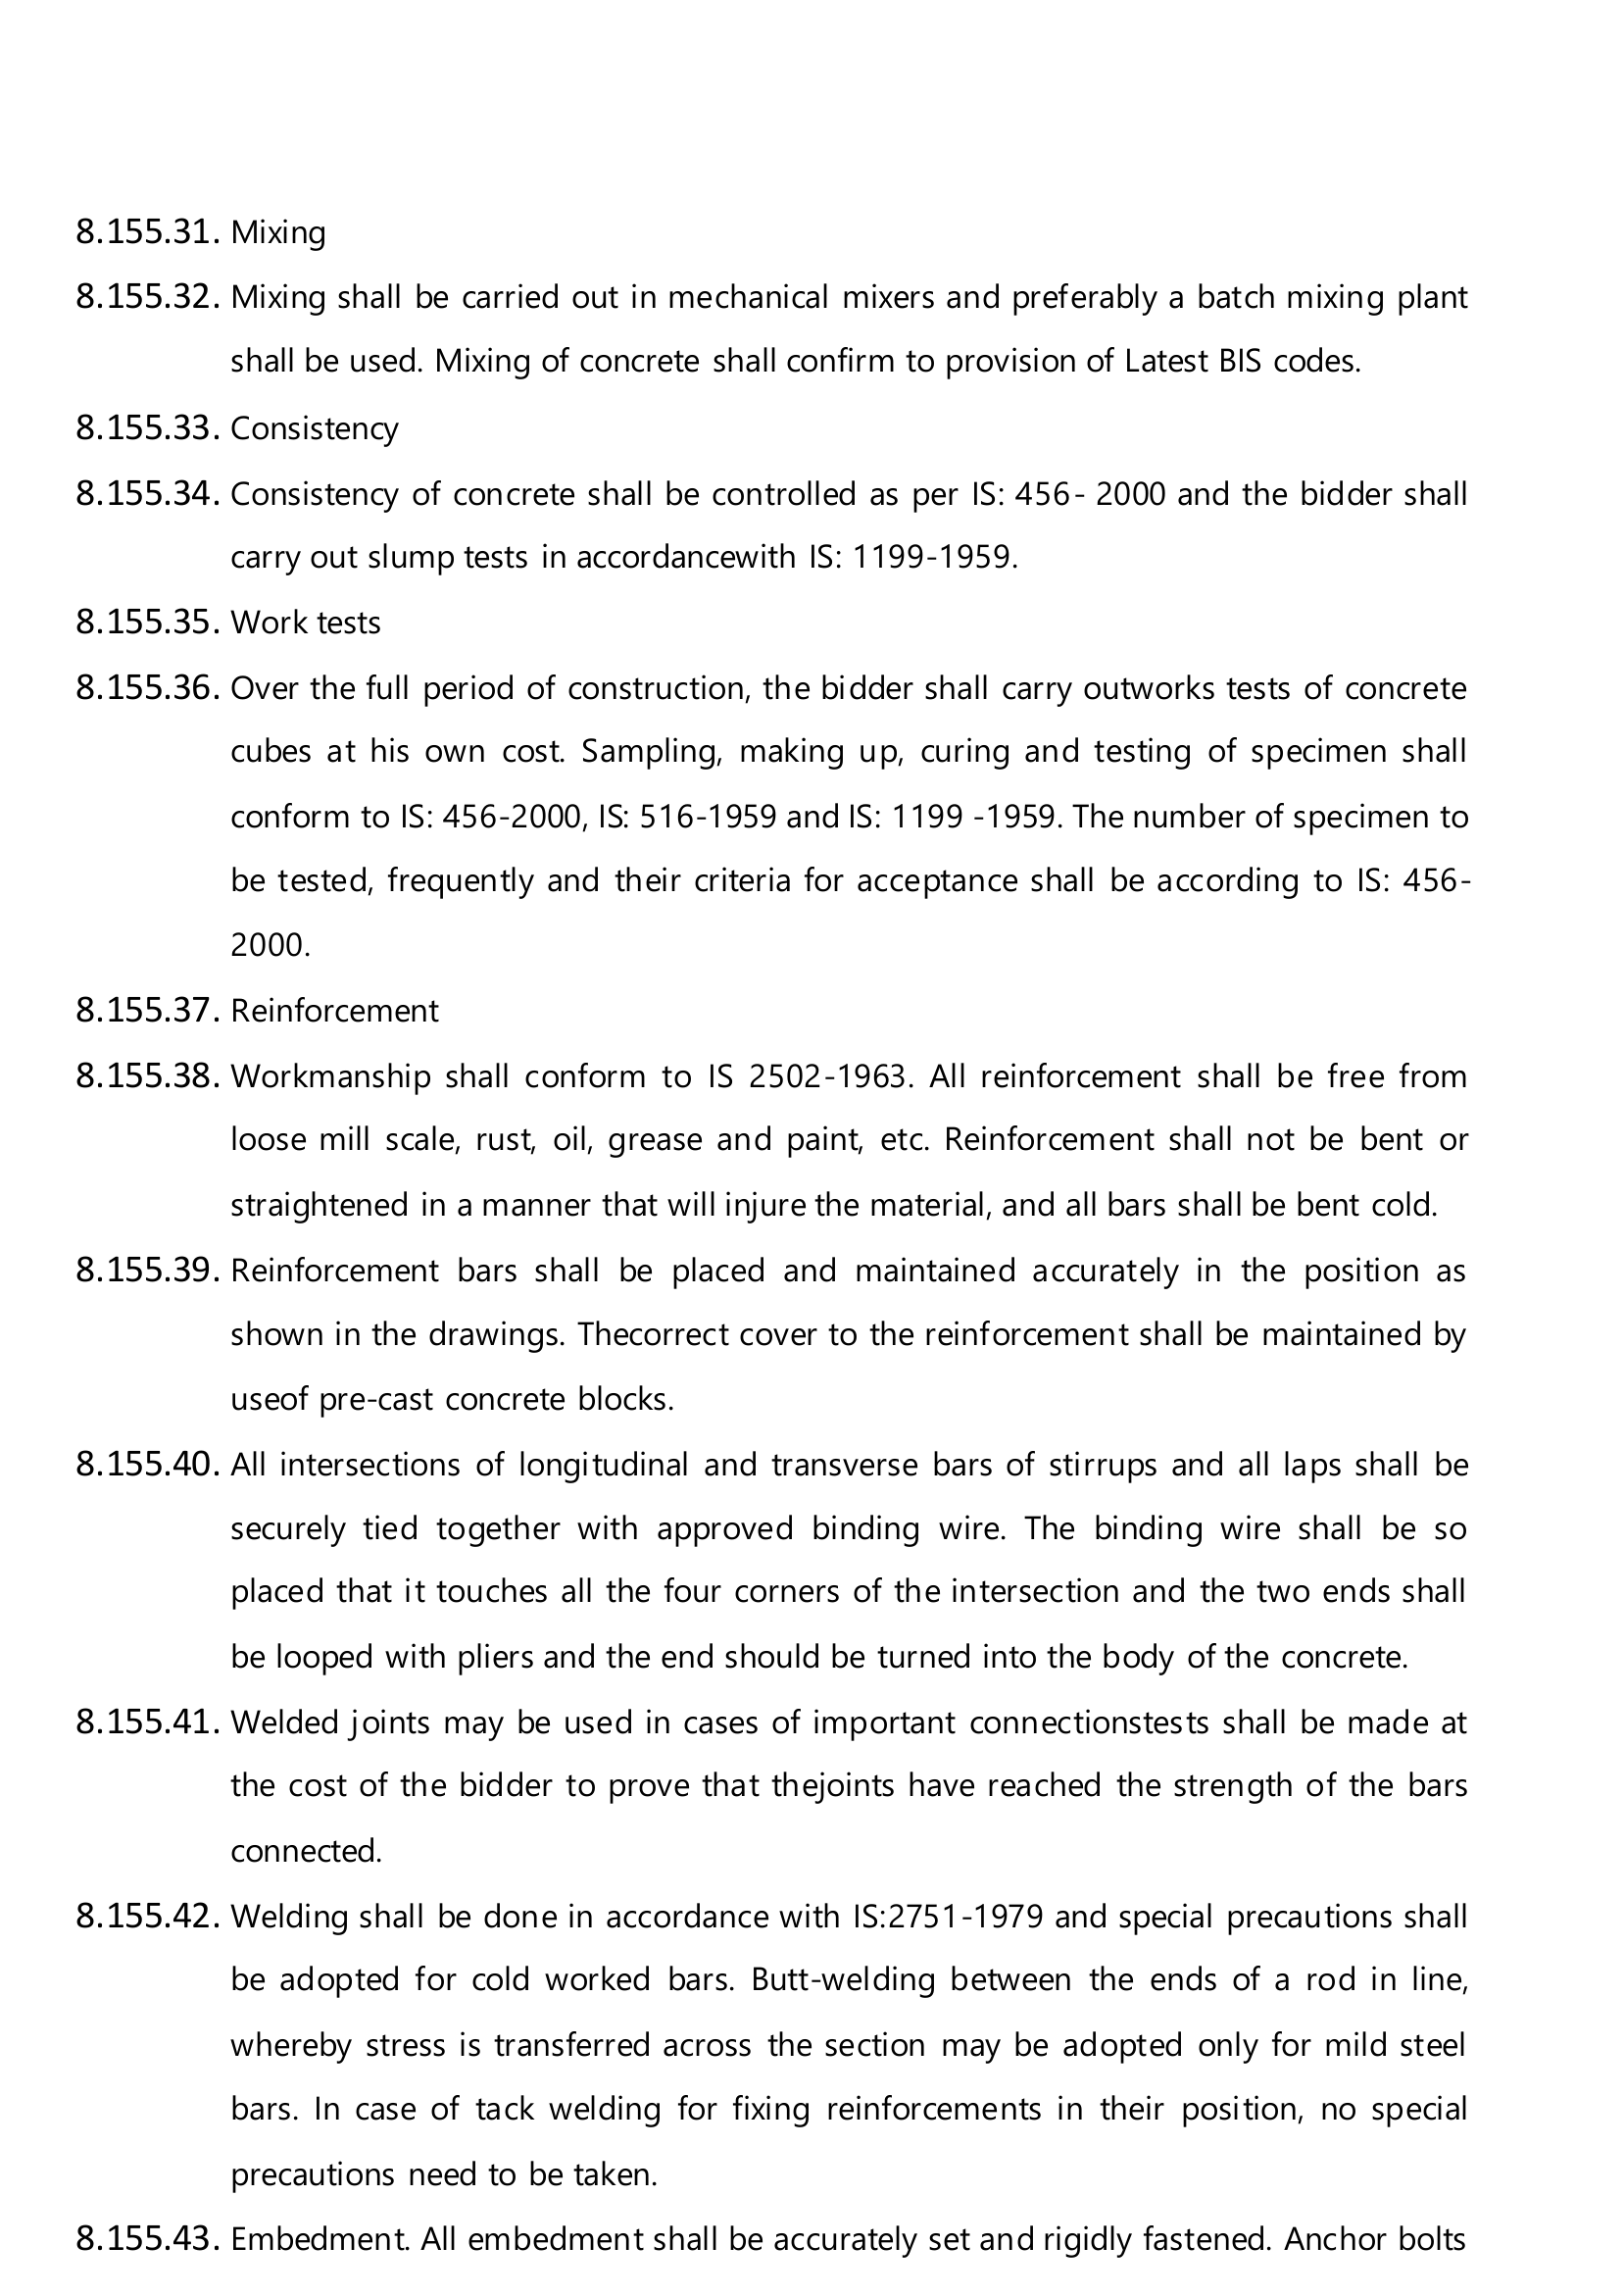 8.155.31. Mixing
8.155.32. Mixing shall be carried out in mechanical mixers and preferably a batch mixing plant
shall be used. Mixing of concrete shall confirm to provision of Latest BIS codes.
8.155.33. Consistency
8.155.34. Consistency of concrete shall be controlled as per IS: 456- 2000 and the bidder shall
carry out slump tests in accordancewith IS: 1199-1959.
8.155.35. Work tests
8.155.36. Over the full period of construction, the bidder shall carry outworks tests of concrete
cubes at his own cost. Sampling, making up, curing and testing of specimen shall
conform to IS: 456-2000, IS: 516-1959 and IS: 1199 -1959. The number of specimen to
be tested, frequently and their criteria for acceptance shall be according to IS: 456-
2000.
8.155.37. Reinforcement
8.155.38. Workmanship shall conform to IS 2502-1963. All reinforcement shall be free from
loose mill scale, rust, oil, grease and paint, etc. Reinforcement shall not be bent or
straightened in a manner that will injure the material, and all bars shall be bent cold.
8.155.39. Reinforcement bars shall be placed and maintained accurately in the position as
shown in the drawings. Thecorrect cover to the reinforcement shall be maintained by
useof pre-cast concrete blocks.
8.155.40. All intersections of longitudinal and transverse bars of stirrups and all laps shall be
securely tied together with approved binding wire. The binding wire shall be so
placed that it touches all the four corners of the intersection and the two ends shall
be looped with pliers and the end should be turned into the body of the concrete.
8.155.41. Welded joints may be used in cases of important connectionstests shall be made at
the cost of the bidder to prove that thejoints have reached the strength of the bars
connected.
8.155.42. Welding shall be done in accordance with IS:2751-1979 and special precautions shall
be adopted for cold worked bars. Butt-welding between the ends of a rod in line,
whereby stress is transferred across the section may be adopted only for mild steel
bars. In case of tack welding for fixing reinforcements in their position, no special
precautions need to be taken.
8.155.43. Embedment. All embedment shall be accurately set and rigidly fastened. Anchor bolts